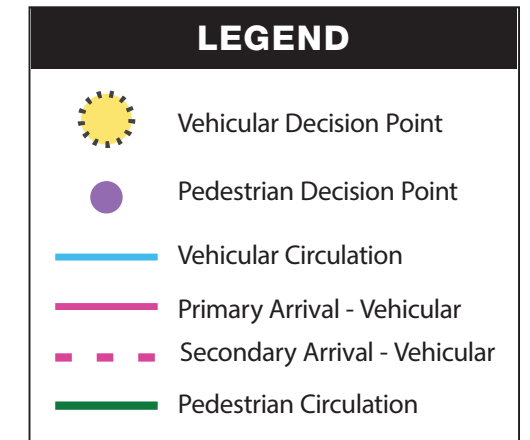 LEGEND
Vehicular Decision Point
Pedestrian Decision Point
Vehicular Circulation
Primary Arrival - Vehicular
Secondary Arrival - Vehicular
Pedestrian Circulation